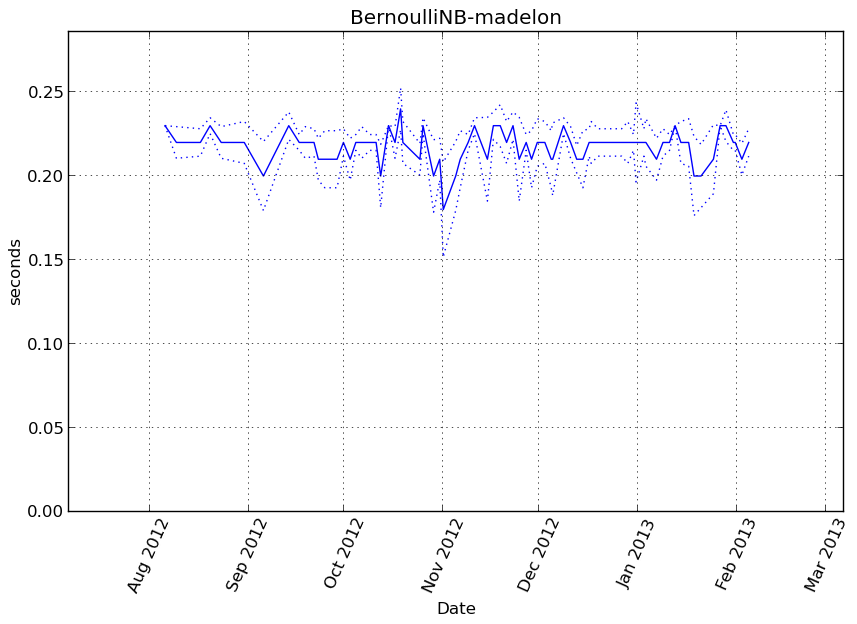 BernoulliNB-madelon
0.25
0.20
0.15
0.10
0.05
0.00
seconds
Aug 2012
Sep 2012
Oct 2012
Nov 2012
Dec 2012
Jan 2013
Feb 2013
Mar 2013
Date